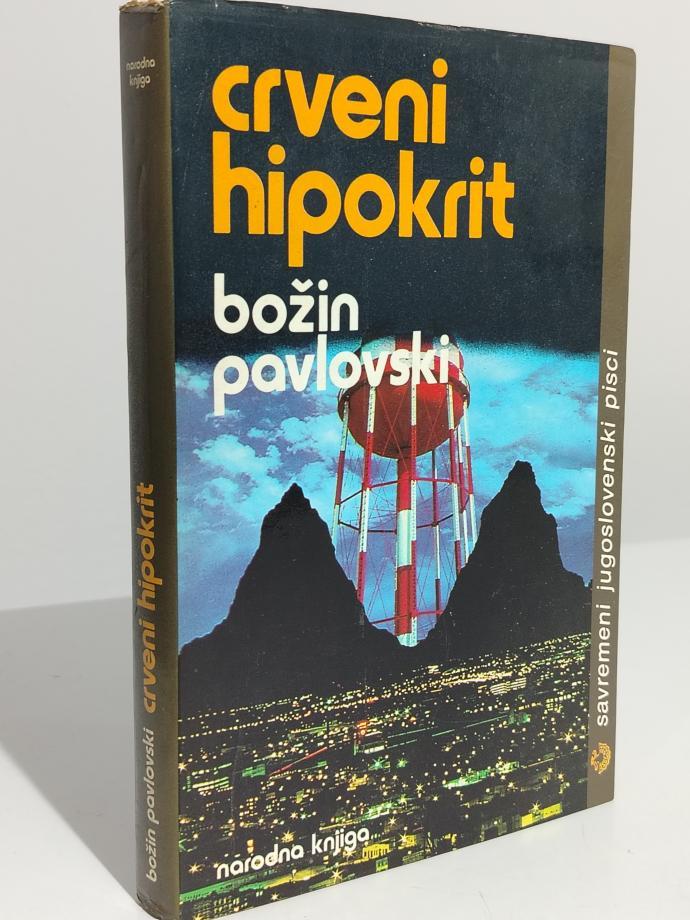 narodna
knjiga
crveni hipokrit
božin pavlovski
crveni
hipokrit
božin
pavlovski
savremeni jugoslovenski pisci
narodna knjiga